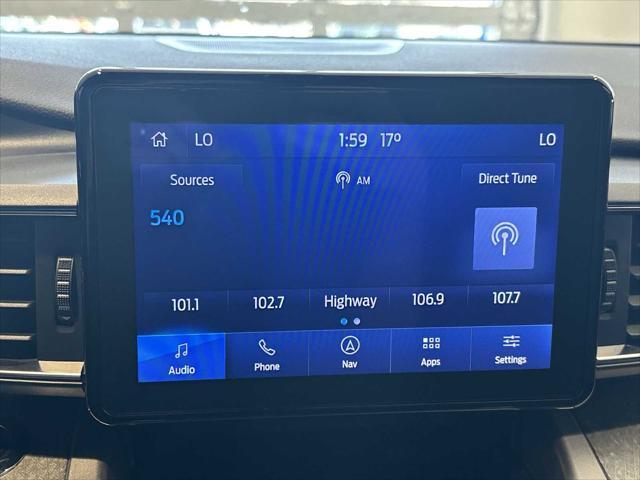 LO 1:59 17° LO
Sources AM Direct Tune
540
101.1 102.7 Highway 106.9 107.7
Audio Phone Nav Apps Settings